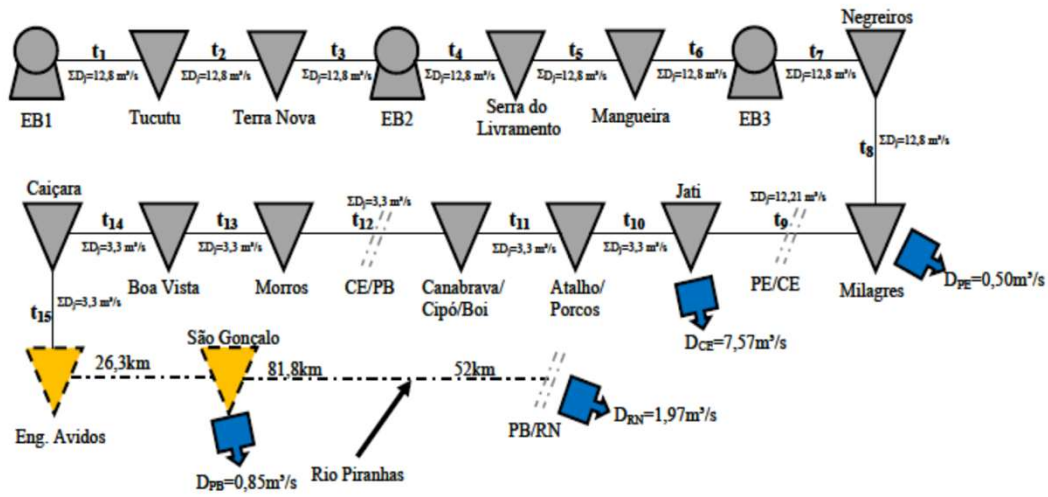 Negreiros
t₁ t₂ t₃ t₄ t₅ t₆ t₇
ΣDⱼ=12,8 m³/s ΣDⱼ=12,8 m³/s ΣDⱼ=12,8 m³/s ΣDⱼ=12,8 m³/s ΣDⱼ=12,8 m³/s ΣDⱼ=12,8 m³/s ΣDⱼ=12,8 m³/s
EB1 Tucutu Terra Nova EB2 Serra do Mangueira EB3
Livramento
t₈ ΣDⱼ=12,8 m³/s
Caiçara Jati
ΣDⱼ=3,3 m³/s ΣDⱼ=12,21 m³/s
t₁₄ t₁₃ t₁₂ t₁₁ t₁₀ t₉
ΣDⱼ=3,3 m³/s ΣDⱼ=3,3 m³/s ΣDⱼ=3,3 m³/s ΣDⱼ=3,3 m³/s
Boa Vista Morros CE/PB Canabrava/ Atalho/ PE/CE Milagres
Cipó/Boi Porcos
D_PE=0,50m³/s
t₁₅ ΣDⱼ=3,3 m³/s
São Gonçalo D_CE=7,57m³/s
26,3km 81,8km 52km
Eng. Avidos PB/RN D_RN=1,97m³/s
D_PB=0,85m³/s Rio Piranhas